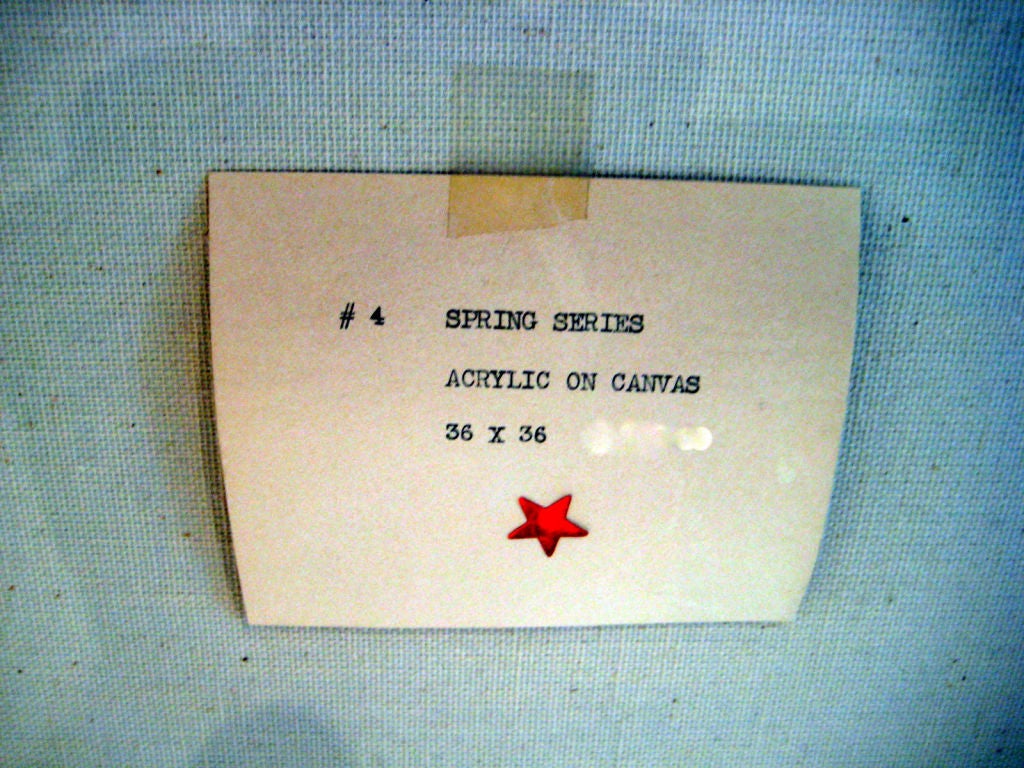 # 4 SPRING SERIES
ACRYLIC ON CANVAS
36 X 36